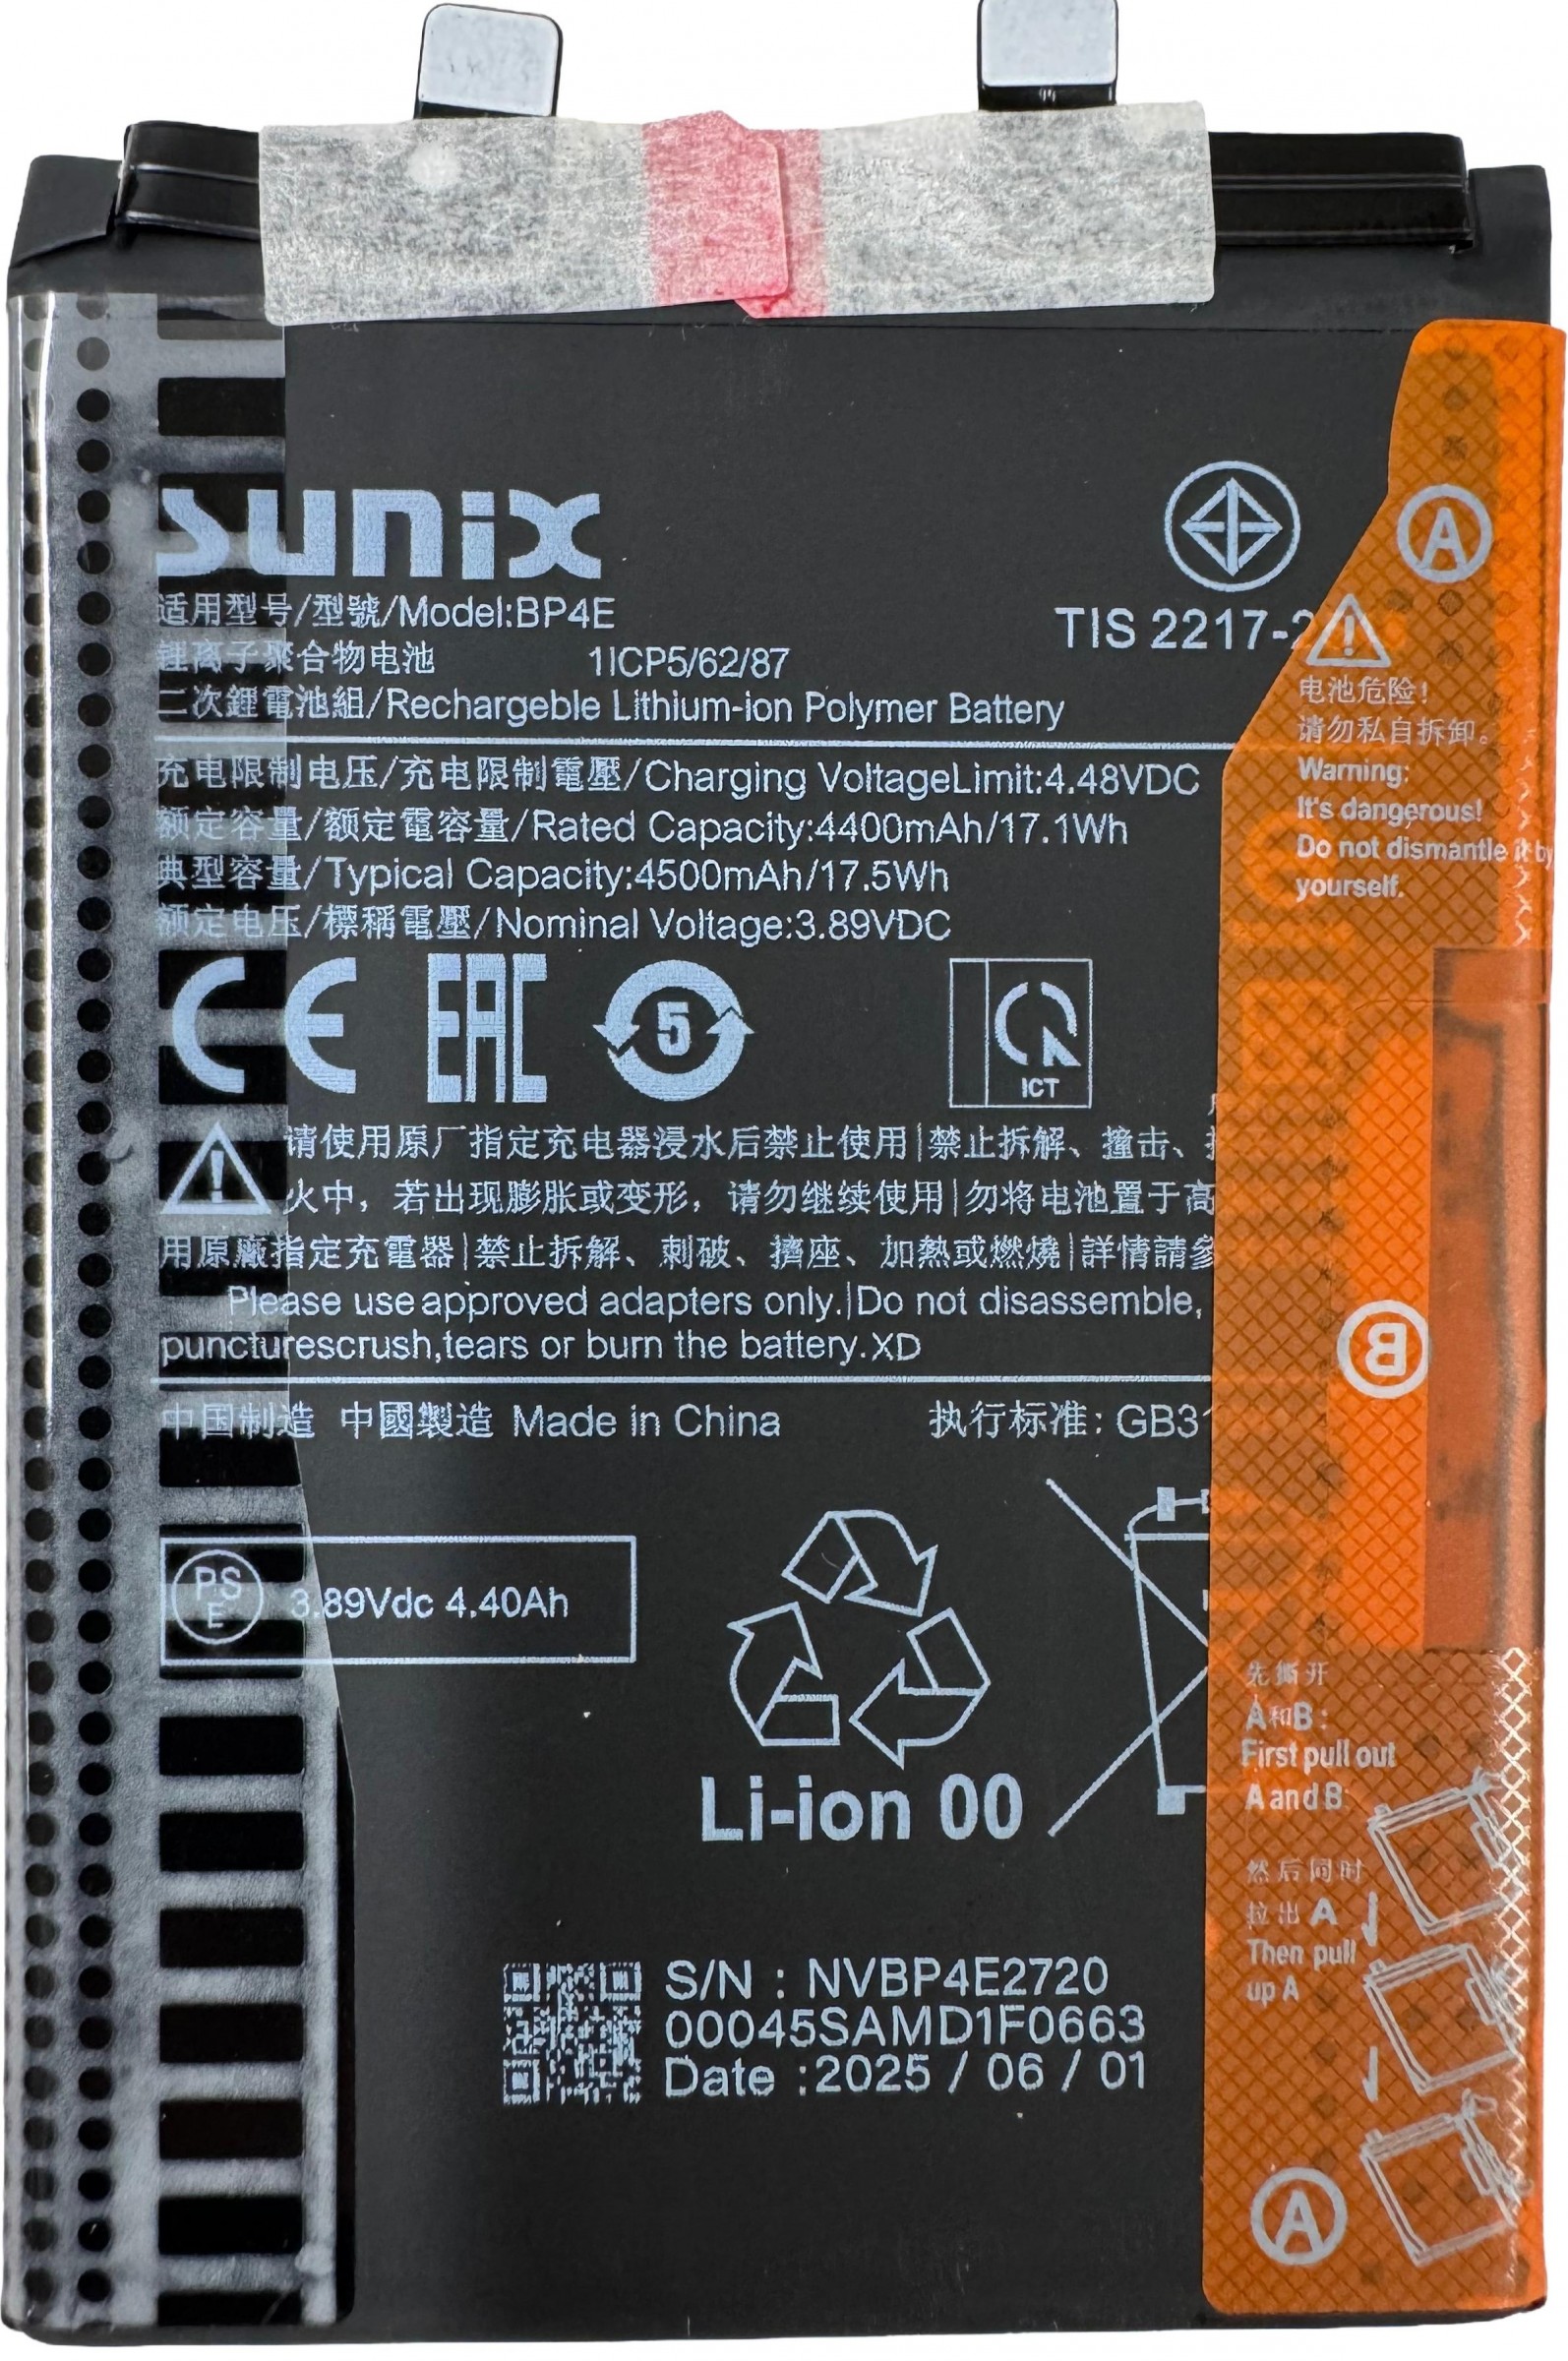 sunix
适用型号/型號/Model:BP4E
锂离子聚合物电池 1ICP5/62/87
二次鋰電池組/Rechargeble Lithium-ion Polymer Battery
TIS 2217-2
充电限制电压/充电限制電壓/Charging VoltageLimit:4.48VDC
额定容量/额定電容量/Rated Capacity:4400mAh/17.1Wh
典型容量/Typical Capacity:4500mAh/17.5Wh
额定电压/標稱電壓/Nominal Voltage:3.89VDC
CE EAC 5 ICT
请使用原厂指定充电器浸水后禁止使用|禁止拆解、撞击、
火中，若出现膨胀或变形，请勿继续使用|勿将电池置于高
用原廠指定充電器|禁止拆解、刺破、擠座、加熱或燃燒|詳情請參
Please use approved adapters only.|Do not disassemble,
puncturescrush,tears or burn the battery.XD
中国制造 中國製造 Made in China 执行标准: GB31
PSE 3.89Vdc 4.40Ah
Li-ion 00
S/N : NVBP4E2720
00045SAMD1F0663
Date :2025 / 06 / 01
A
电池危险!
请勿私自拆卸。
Warning:
It's dangerous!
Do not dismantle it by
yourself.
B
先撕开
A和B:
First pull out
A and B
然后同时
拉出A
Then pull
up A
A